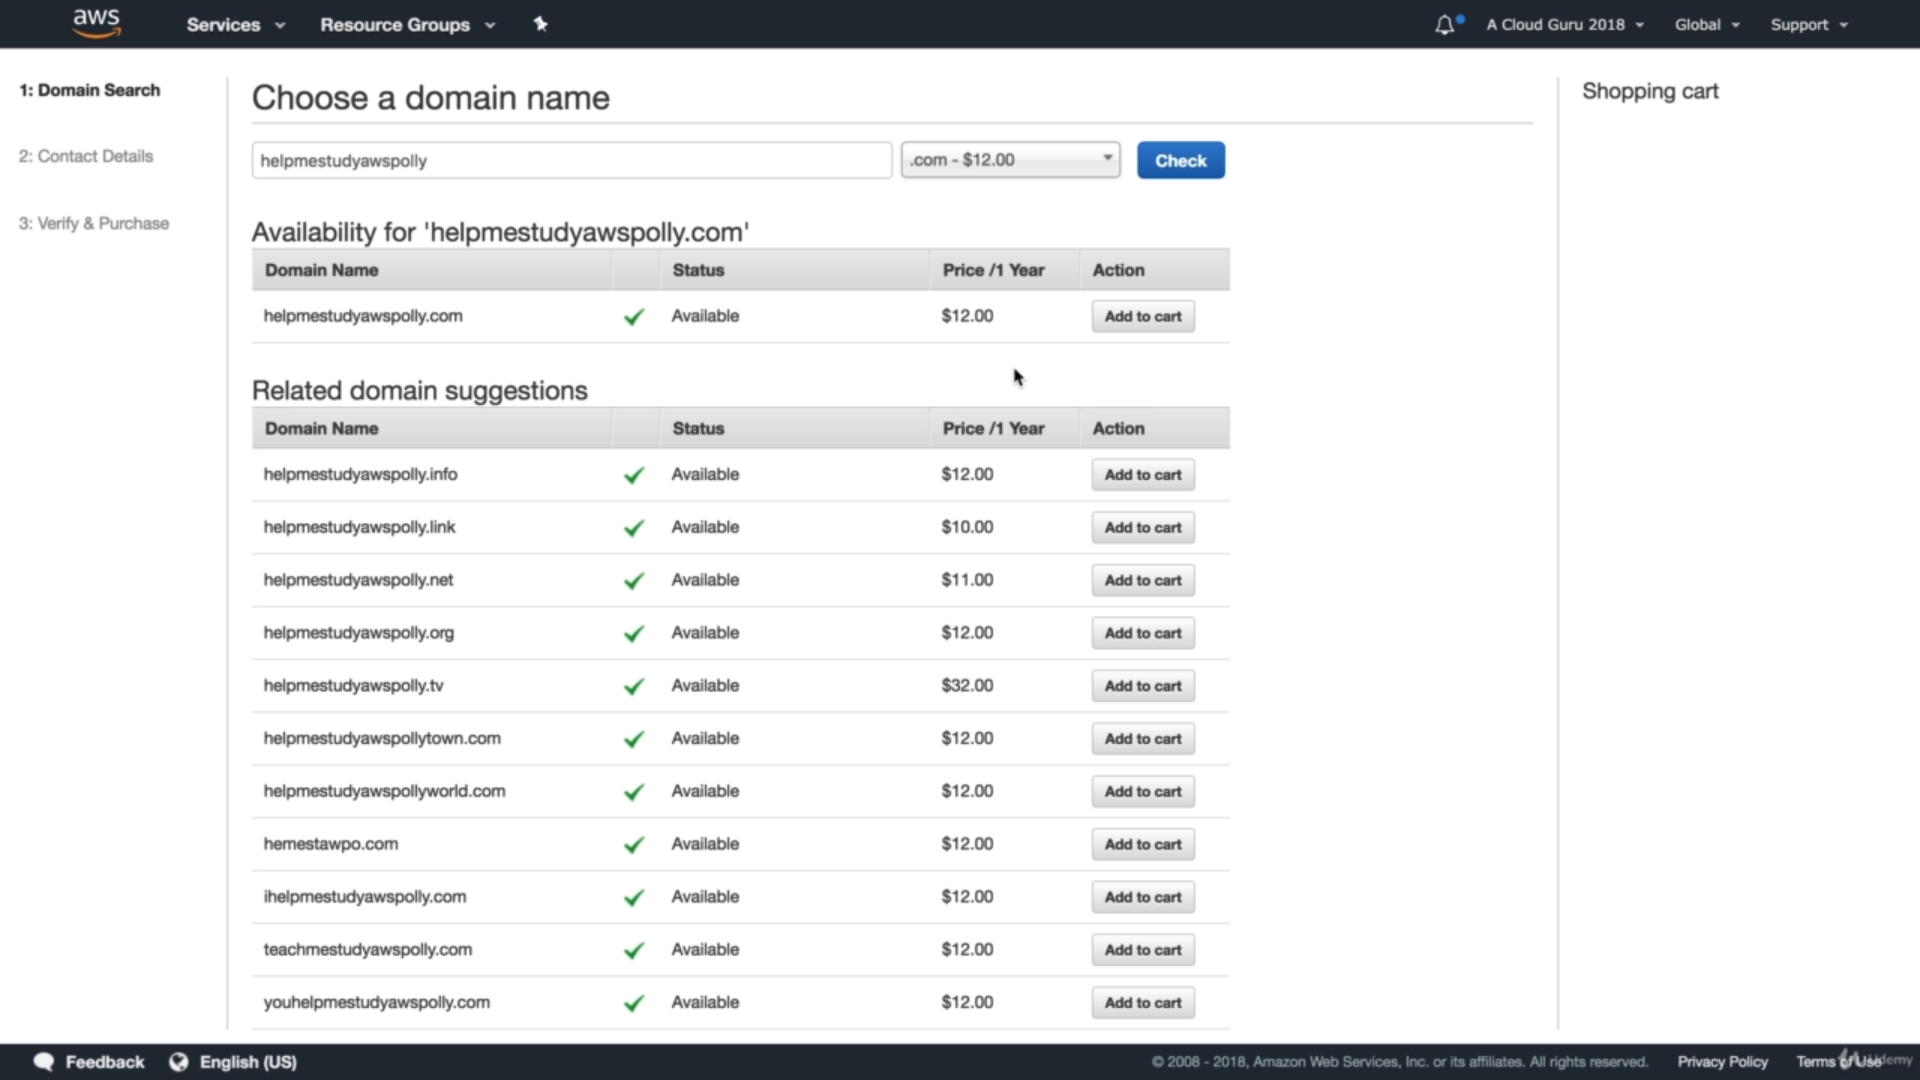 aws Services Resource Groups A Cloud Guru 2018 Global Support
1: Domain Search
2: Contact Details
3: Verify & Purchase
Choose a domain name
helpmestudyawspolly .com - $12.00 Check
Availability for 'helpmestudyawspolly.com'
Domain Name Status Price /1 Year Action
helpmestudyawspolly.com Available $12.00 Add to cart
Related domain suggestions
Domain Name Status Price /1 Year Action
helpmestudyawspolly.info Available $12.00 Add to cart
helpmestudyawspolly.link Available $10.00 Add to cart
helpmestudyawspolly.net Available $11.00 Add to cart
helpmestudyawspolly.org Available $12.00 Add to cart
helpmestudyawspolly.tv Available $32.00 Add to cart
helpmestudyawspollytown.com Available $12.00 Add to cart
helpmestudyawspollyworld.com Available $12.00 Add to cart
hemestawpo.com Available $12.00 Add to cart
ihelpmestudyawspolly.com Available $12.00 Add to cart
teachmestudyawspolly.com Available $12.00 Add to cart
youhelpmestudyawspolly.com Available $12.00 Add to cart
Shopping cart
Feedback English (US) © 2008 - 2018, Amazon Web Services, Inc. or its affiliates. All rights reserved. Privacy Policy Terms of Use
Udemy